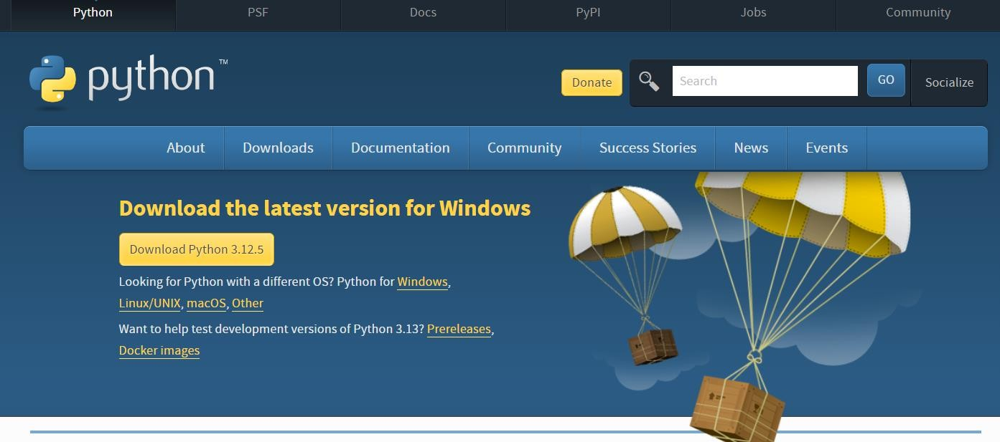 Python PSF Docs PyPI Jobs Community
python™
Donate Search GO Socialize
About Downloads Documentation Community Success Stories News Events
Download the latest version for Windows
Download Python 3.12.5
Looking for Python with a different OS? Python for Windows,
Linux/UNIX, macOS, Other
Want to help test development versions of Python 3.13? Prereleases,
Docker images